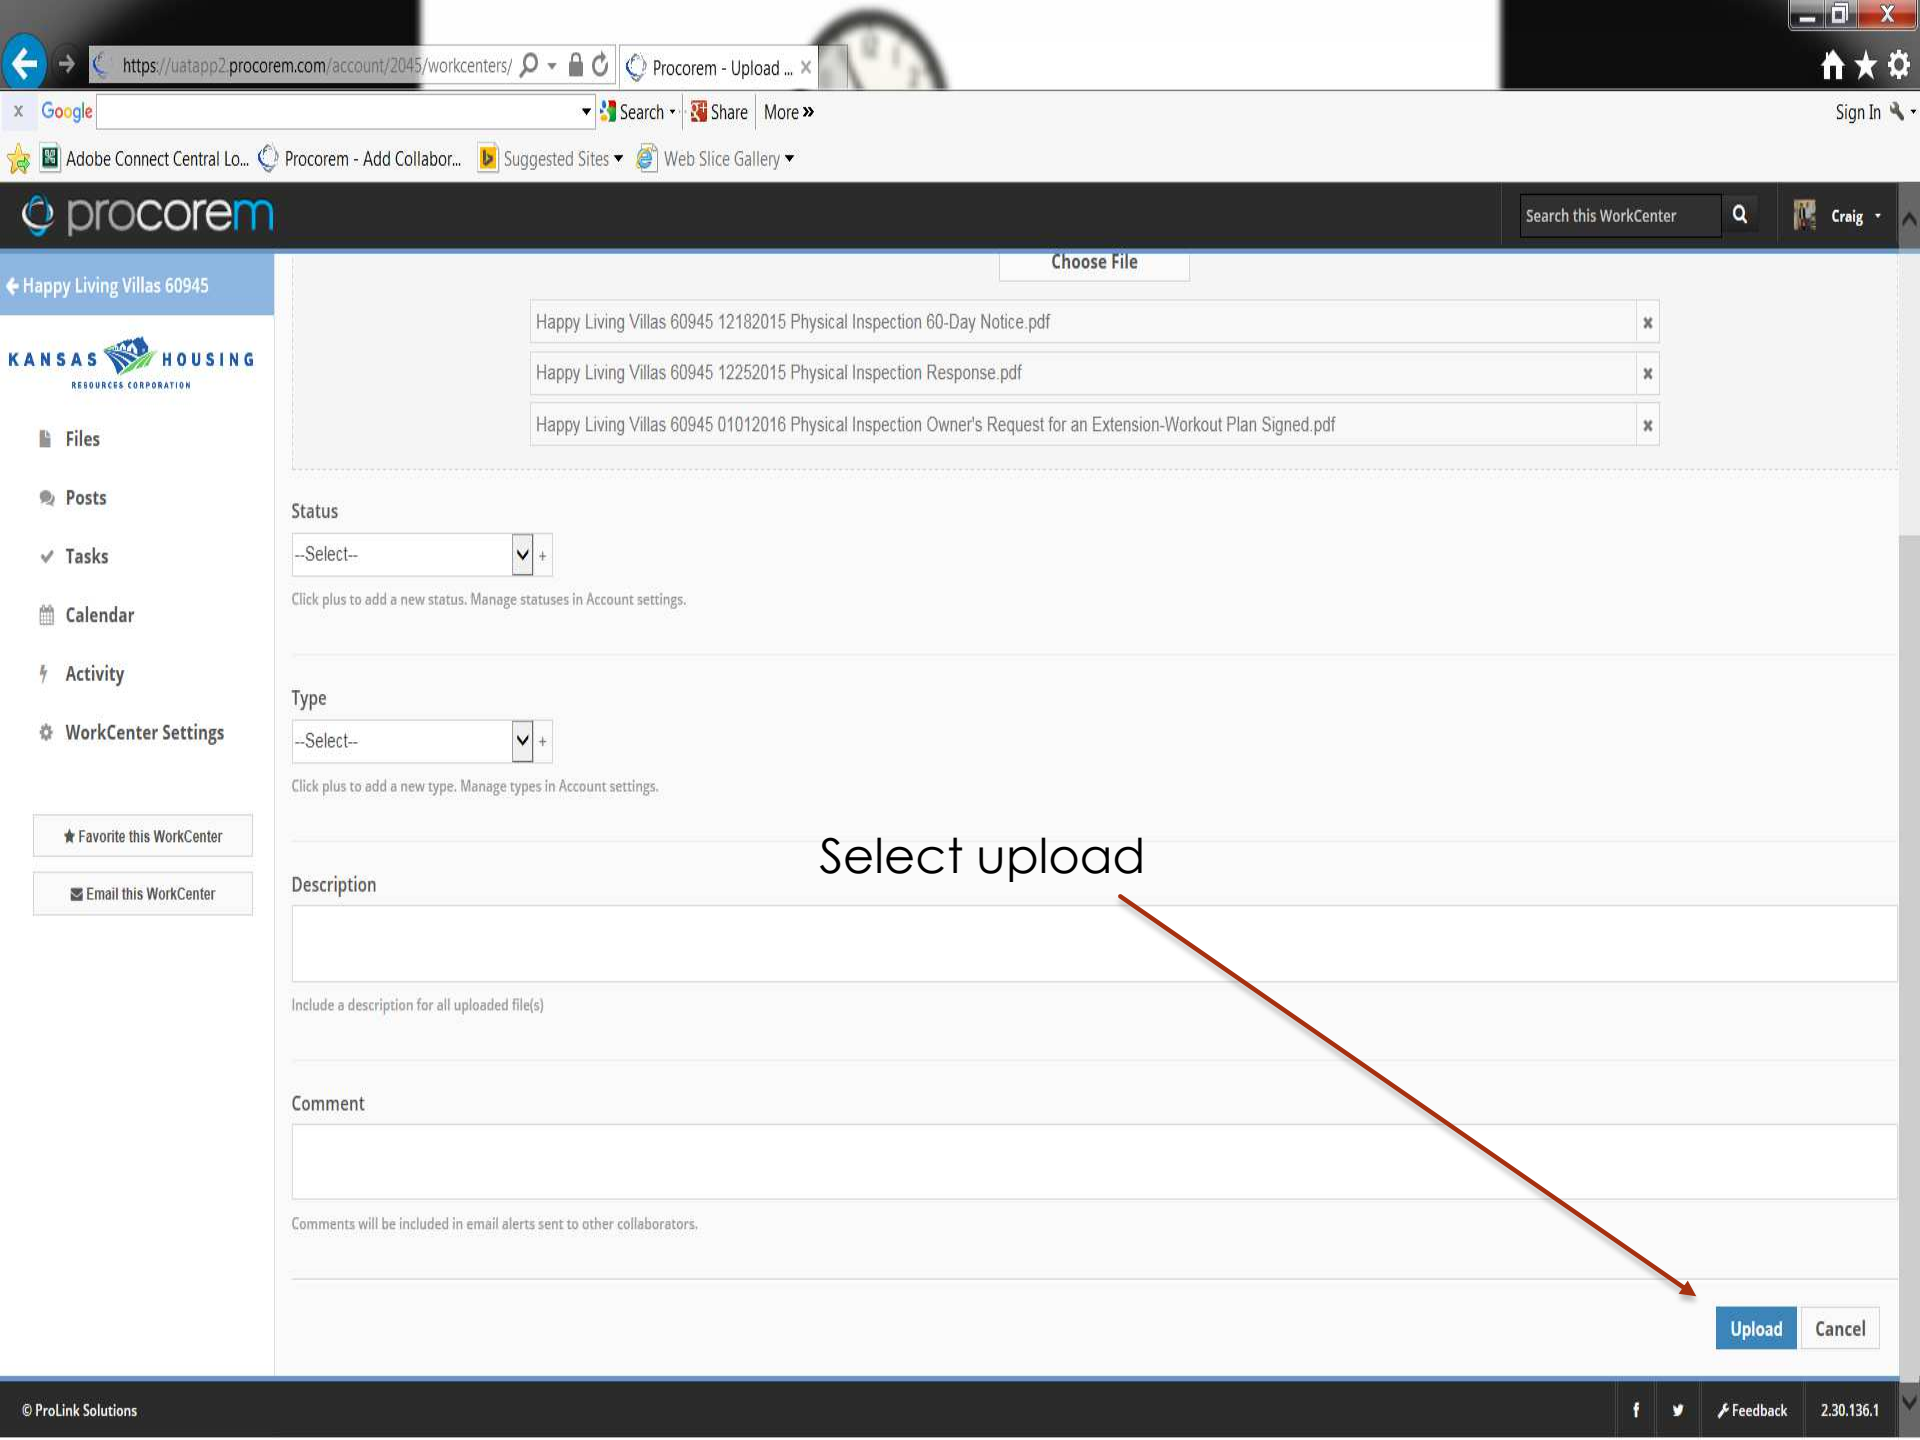 https://uatapp2.procorem.com/account/2045/workcenters/
Procorem - Upload ...
x Google
Search
Share
More »
Sign In
Adobe Connect Central Lo...
Procorem - Add Collabor...
Suggested Sites
Web Slice Gallery
procorem
Search this WorkCenter
Craig
Happy Living Villas 60945
KANSAS HOUSING
RESOURCES CORPORATION
Files
Posts
Tasks
Calendar
Activity
WorkCenter Settings
Favorite this WorkCenter
Email this WorkCenter
Choose File
Happy Living Villas 60945 12182015 Physical Inspection 60-Day Notice.pdf
Happy Living Villas 60945 12252015 Physical Inspection Response.pdf
Happy Living Villas 60945 01012016 Physical Inspection Owner's Request for an Extension-Workout Plan Signed.pdf
Status
--Select--
+
Click plus to add a new status. Manage statuses in Account settings.
Type
--Select--
+
Click plus to add a new type. Manage types in Account settings.
Select upload
Description
Include a description for all uploaded file(s)
Comment
Comments will be included in email alerts sent to other collaborators.
Upload
Cancel
© ProLink Solutions
Feedback
2.30.136.1